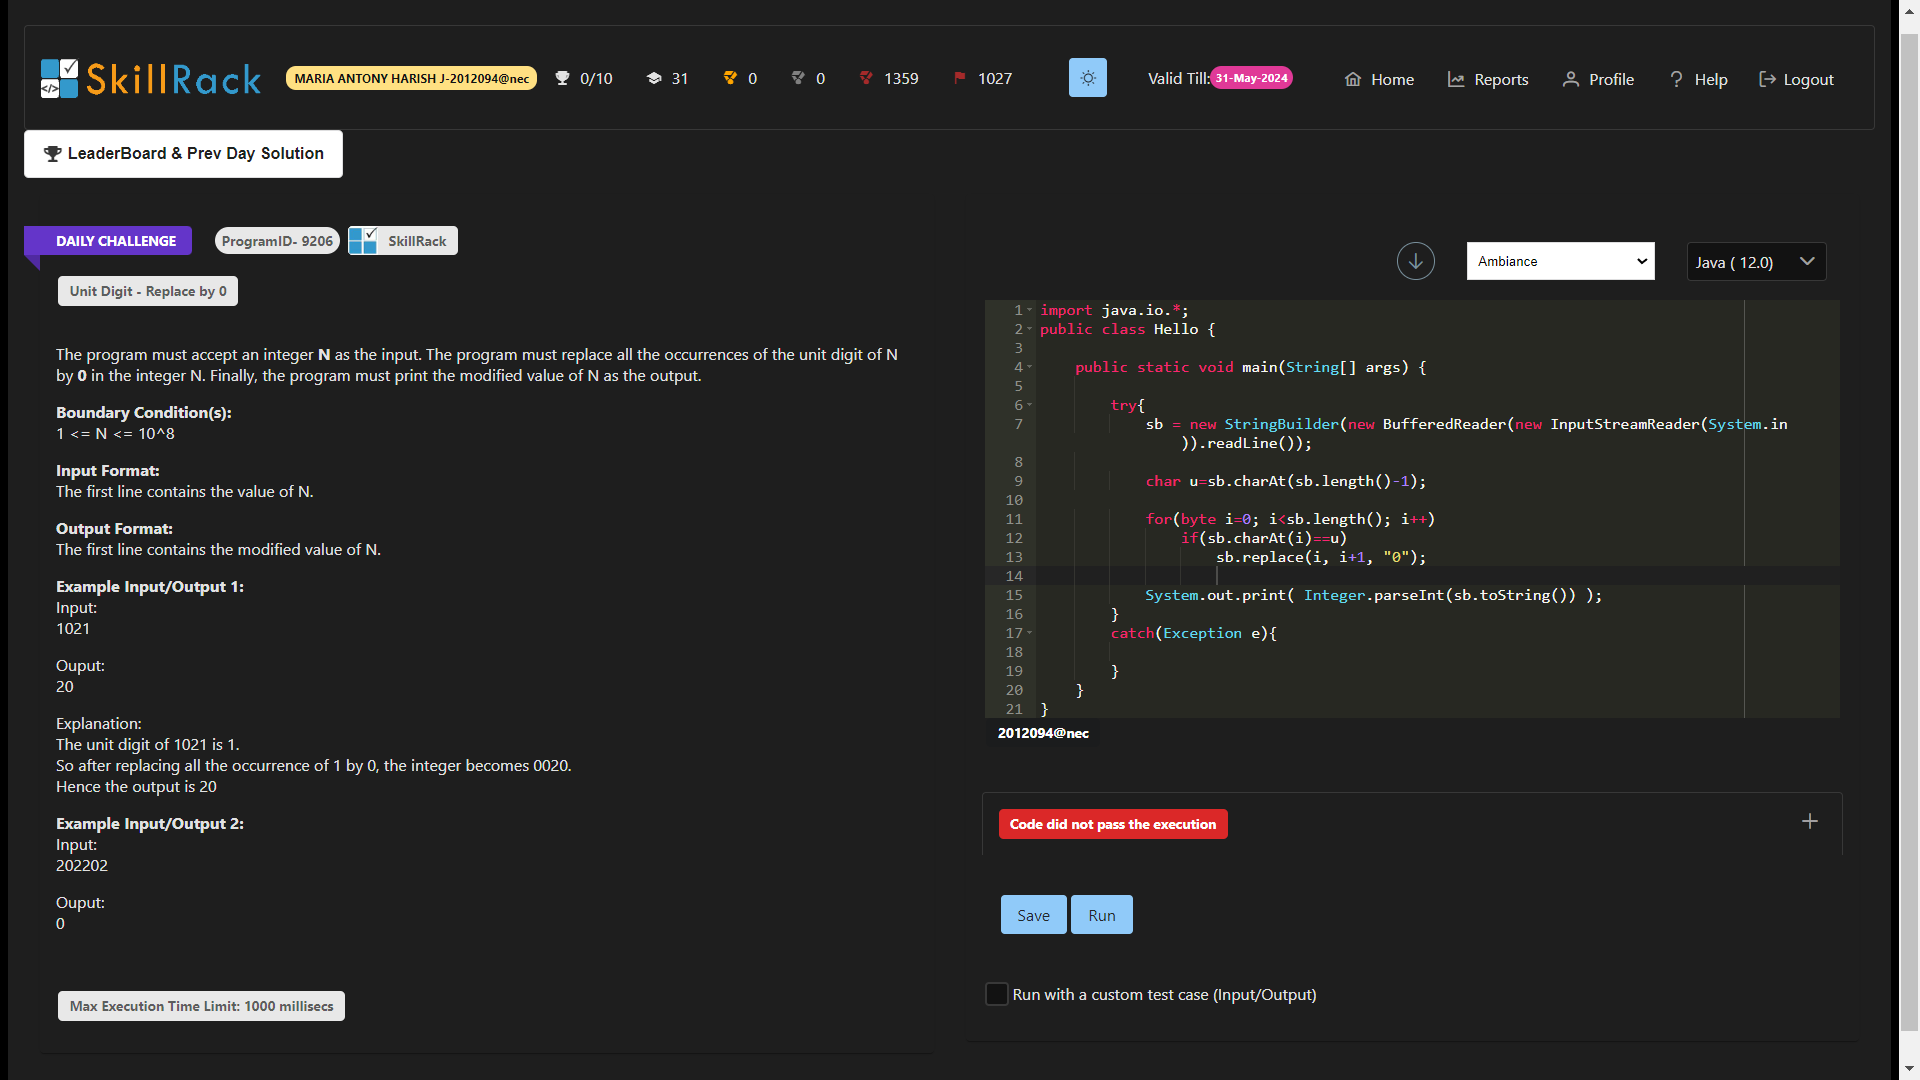 SkillRack
MARIA ANTONY HARISH J-2012094@nec
0/10
31
0
0
1359
1027
Valid Till:31-May-2024
Home
Reports
Profile
? Help
Logout
LeaderBoard & Prev Day Solution
DAILY CHALLENGE
ProgramID- 9206
SkillRack
Unit Digit - Replace by 0
The program must accept an integer N as the input. The program must replace all the occurrences of the unit digit of N
by 0 in the integer N. Finally, the program must print the modified value of N as the output.
Boundary Condition(s):
1 <= N <= 10^8
Input Format:
The first line contains the value of N.
Output Format:
The first line contains the modified value of N.
Example Input/Output 1:
Input:
1021
Ouput:
20
Explanation:
The unit digit of 1021 is 1.
So after replacing all the occurrence of 1 by 0, the integer becomes 0020.
Hence the output is 20
Example Input/Output 2:
Input:
202202
Ouput:
0
Max Execution Time Limit: 1000 millisecs
Ambiance
Java ( 12.0)
1 import java.io.*;
2 public class Hello {
3
4 public static void main(String[] args) {
5
6 try{
7 sb = new StringBuilder(new BufferedReader(new InputStreamReader(System.in
)).readLine());
8
9 char u=sb.charAt(sb.length()-1);
10
11 for(byte i=0; i<sb.length(); i++)
12 if(sb.charAt(i)==u)
13 sb.replace(i, i+1, "0");
14
15 System.out.print( Integer.parseInt(sb.toString()) );
16 }
17 catch(Exception e){
18
19 }
20 }
21 }
2012094@nec
Code did not pass the execution
Save
Run
Run with a custom test case (Input/Output)